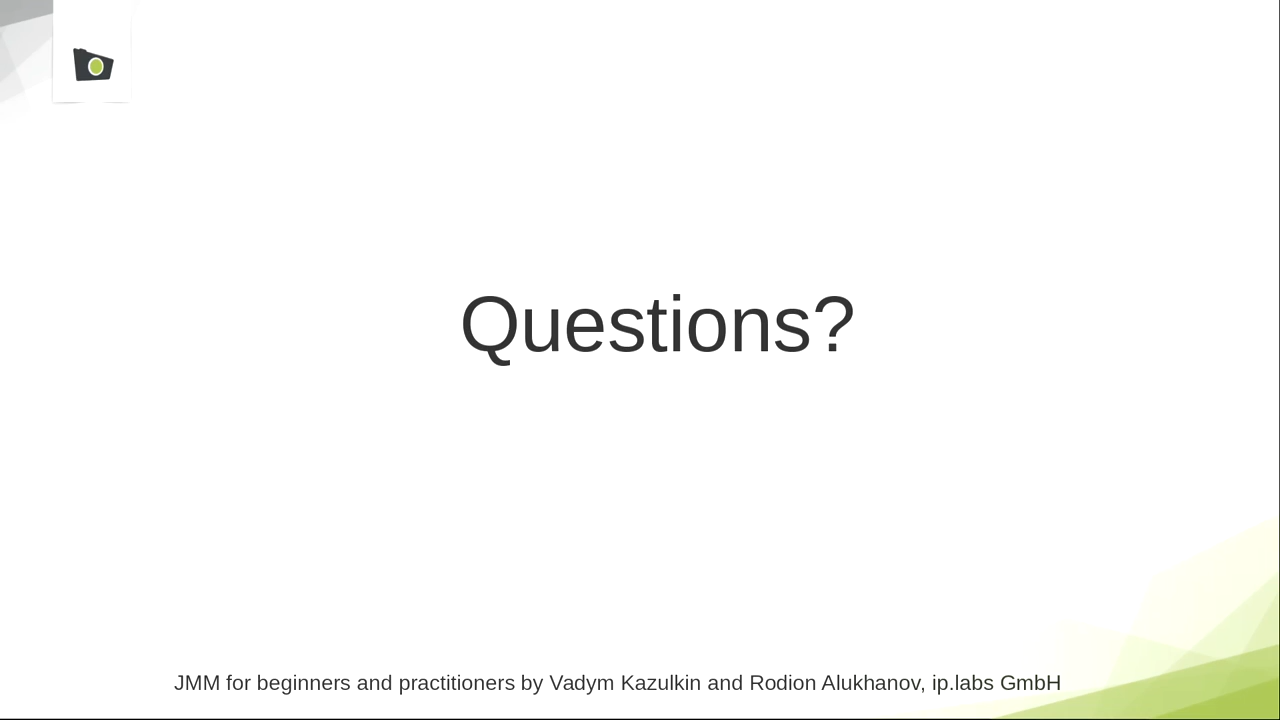 Questions?
JMM for beginners and practitioners by Vadym Kazulkin and Rodion Alukhanov, ip.labs GmbH